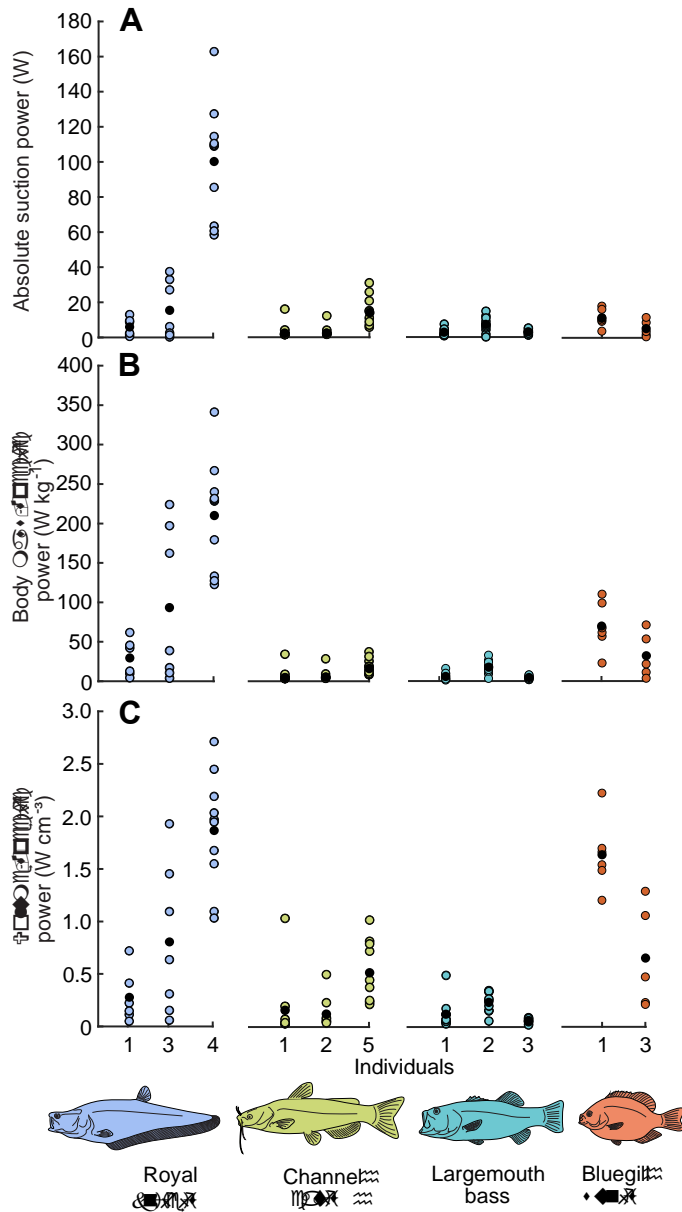 A
Absolute suction power (W)
180
160
140
120
100
80
60
40
20
0
B
Body
power (W kg⁻¹)
400
350
300
250
200
150
100
50
0
C
power (W cm⁻³)
3.0
2.5
2.0
1.5
1.0
0.5
0
1 3 4 1 2 5 1 2 3 1 3
Individuals
Royal Channel Largemouth Bluegill
bass